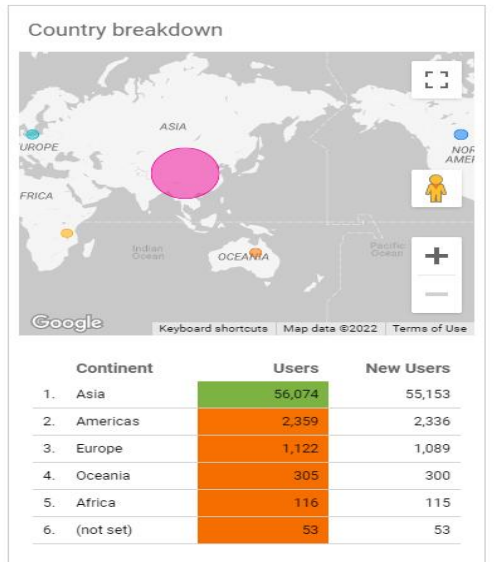 Country breakdown
ASIA
UROPE
NOR
AMER
FRICA
Indian
Ocean
OCEANIA
Pacific
Ocean
Google
Keyboard shortcuts Map data ©2022 Terms of Use
Continent Users New Users
1. Asia 56,074 55,153
2. Americas 2,359 2,336
3. Europe 1,122 1,089
4. Oceania 305 300
5. Africa 116 115
6. (not set) 53 53